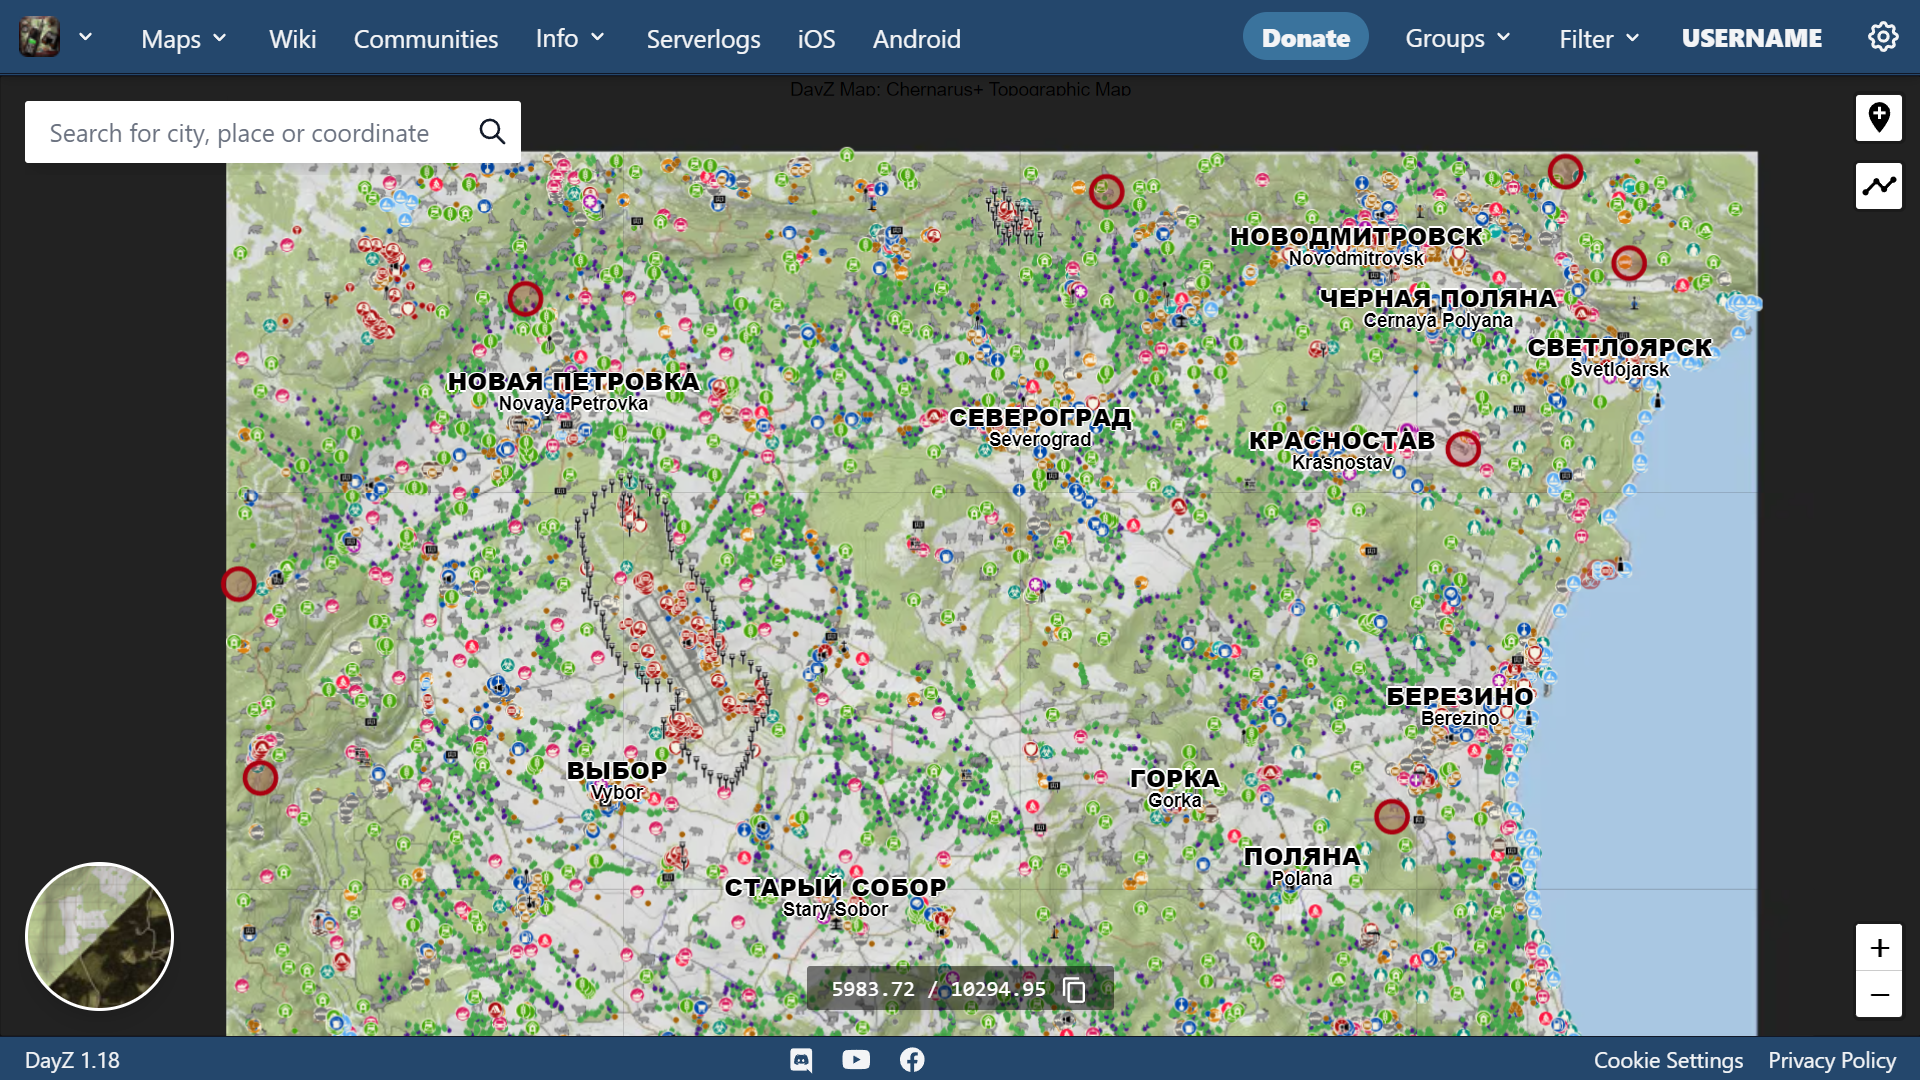 Maps
Wiki
Communities
Info
Serverlogs
iOS
Android
Donate
Groups
Filter
USERNAME
DayZ Map: Chernarus+ Topographic Map
Search for city, place or coordinate
НОВОДМИТРОВСК
Novodmitrovsk
ЧЕРНАЯ ПОЛЯНА
Cernaya Polyana
СВЕТЛОЯРСК
Svetlojarsk
НОВАЯ ПЕТРОВКА
Novaya Petrovka
СЕВЕРОГРАД
Severograd
КРАСНОСТАВ
Krasnostav
БЕРЕЗИНО
Berezino
ВЫБОР
Vybor
ГОРКА
Gorka
ПОЛЯНА
Polana
СТАРЫЙ СОБОР
Stary Sobor
5983.72 / 10294.95
+
−
DayZ 1.18
Cookie Settings
Privacy Policy